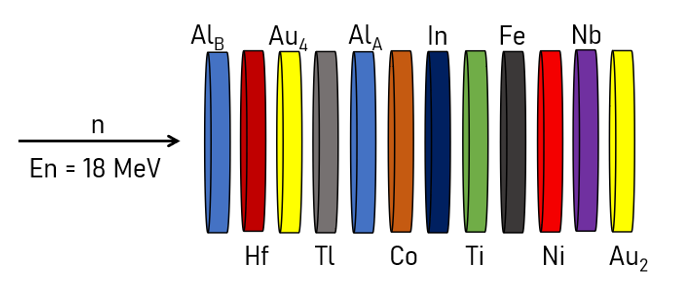 Al_B Au_4 Al_A In Fe Nb
n
En = 18 MeV
Hf Tl Co Ti Ni Au_2